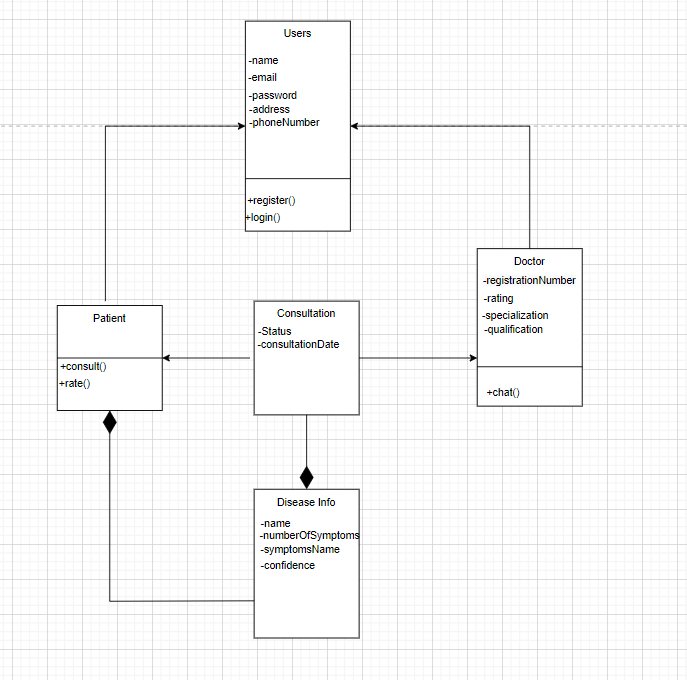 Users
-name
-email
-password
-address
-phoneNumber
+register()
+login()
Doctor
-registrationNumber
-rating
-specialization
-qualification
+chat()
Patient
+consult()
+rate()
Consultation
-Status
-consultationDate
Disease Info
-name
-numberOfSymptoms
-symptomsName
-confidence